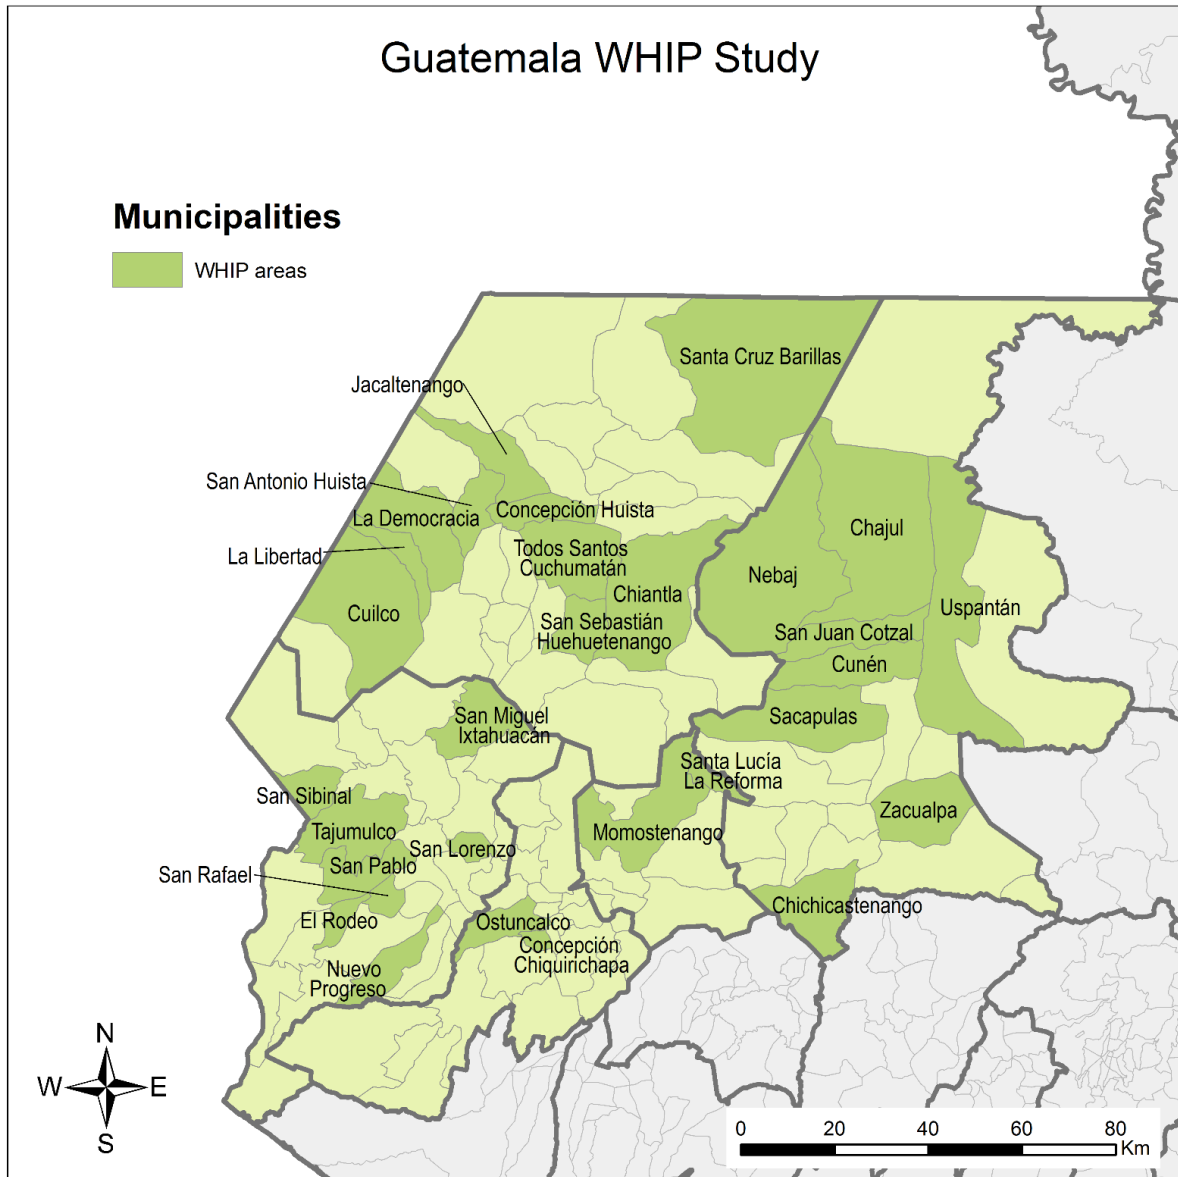 Guatemala WHIP Study
Municipalities
WHIP areas
Santa Cruz Barillas
Jacaltenango
San Antonio Huista
Concepción Huista
La Democracia
Chajul
La Libertad
Todos Santos
Cuchumatán
Nebaj
Chiantla
Cuilco
Uspantán
San Sebastián
Huehuetenango
San Juan Cotzal
Cunén
San Miguel
Ixtahuacán
Sacapulas
Santa Lucía
La Reforma
San Sibinal
Zacualpa
Tajumulco
Momostenango
San Lorenzo
San Pablo
San Rafael
Chichicastenango
El Rodeo
Ostuncalco
Concepción
Chiquirichapa
Nuevo
Progreso
N
W
E
S
0 20 40 60 80
Km